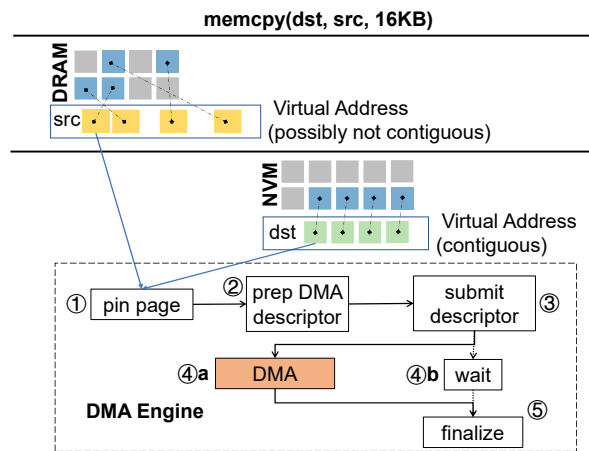 memcpy(dst, src, 16KB)
DRAM
src
Virtual Address
(possibly not contiguous)
NVM
dst
Virtual Address
(contiguous)
① pin page
② prep DMA
descriptor
submit
descriptor ③
④a DMA
④b wait
DMA Engine
⑤
finalize